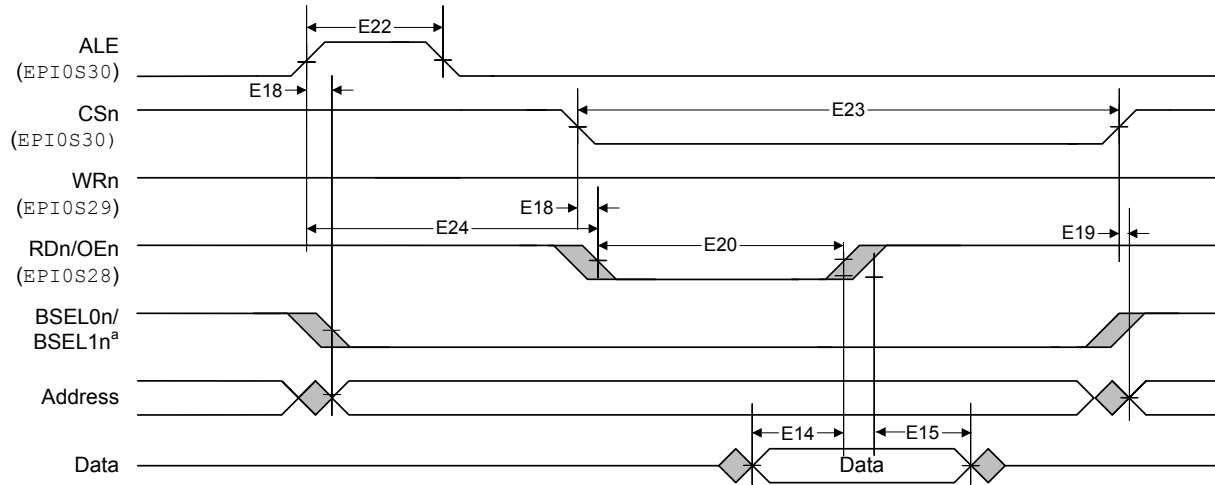 E22
ALE
(EPI0S30)
E18
CSn
(EPI0S30)
E23
WRn
(EPI0S29)
E18
E24
RDn/OEn
(EPI0S28)
E20
E19
BSEL0n/
BSEL1nª
Address
E14
E15
Data
Data